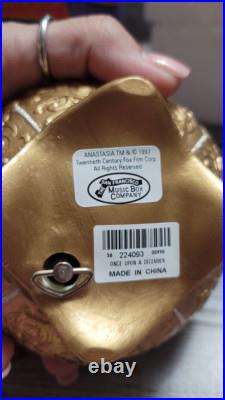 ANASTASIA TM & © 1997
Twentieth Century Fox Film Corp.
All Rights Reserved
SAN FRANCISCO
MUSIC BOX
COMPANY
224093
ONCE UPON A DECEMBER
MADE IN CHINA
watermark